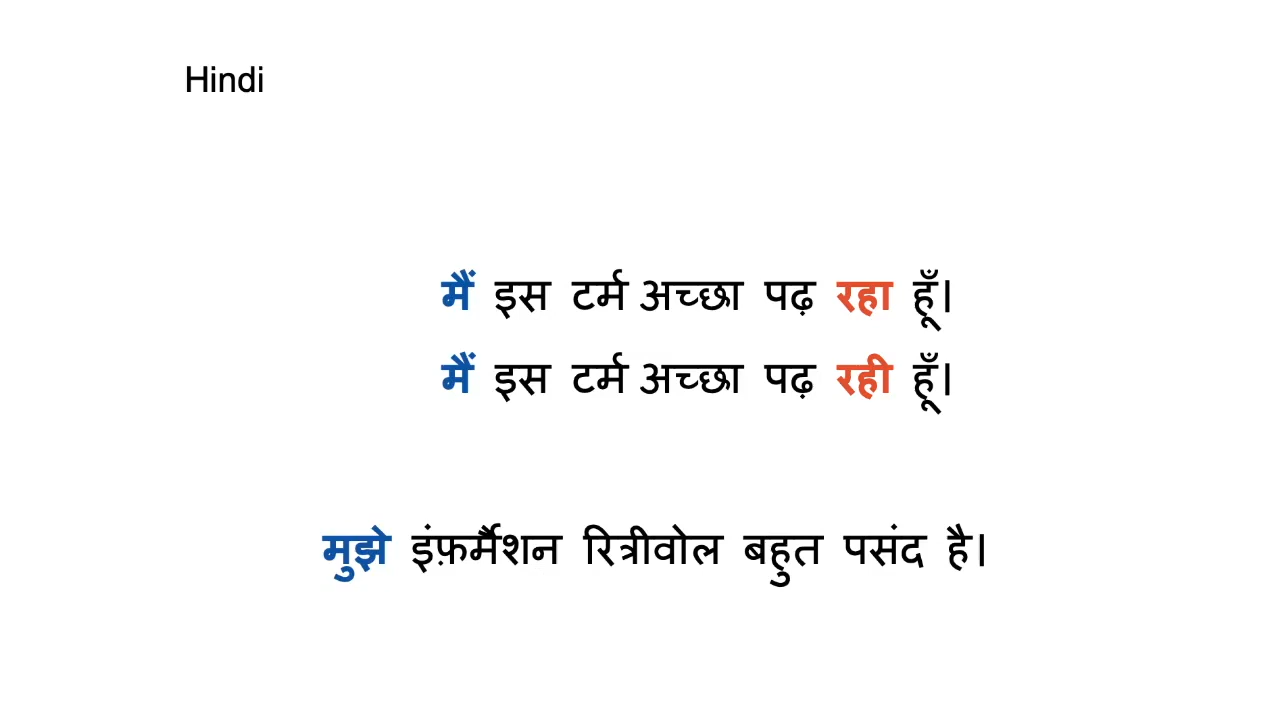 Hindi
मैं इस टर्म अच्छा पढ़ रहा हूँ।
मैं इस टर्म अच्छा पढ़ रही हूँ।
मुझे इंफ़र्मैशन रित्रीवोल बहुत पसंद है।